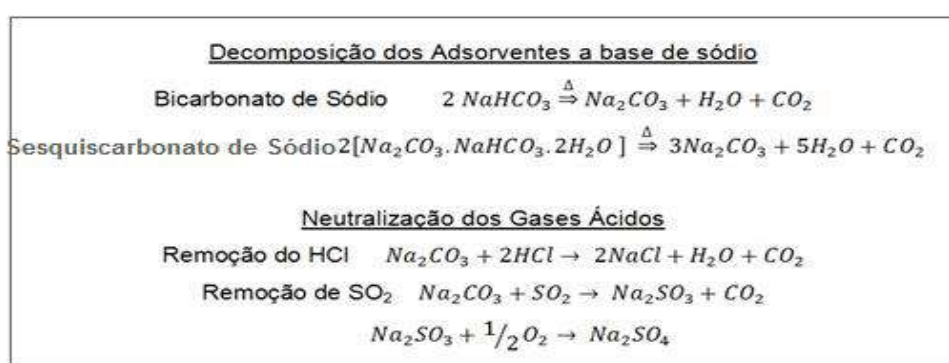 Decomposição dos Adsorventes a base de sódio
Bicarbonato de Sódio 2 NaHCO₃ ⇒^Δ Na₂CO₃ + H₂O + CO₂
Sesquiscarbonato de Sódio 2[Na₂CO₃.NaHCO₃.2H₂O ] ⇒^Δ 3Na₂CO₃ + 5H₂O + CO₂
Neutralização dos Gases Ácidos
Remoção do HCl Na₂CO₃ + 2HCl → 2NaCl + H₂O + CO₂
Remoção de SO₂ Na₂CO₃ + SO₂ → Na₂SO₃ + CO₂
Na₂SO₃ + 1/2 O₂ → Na₂SO₄